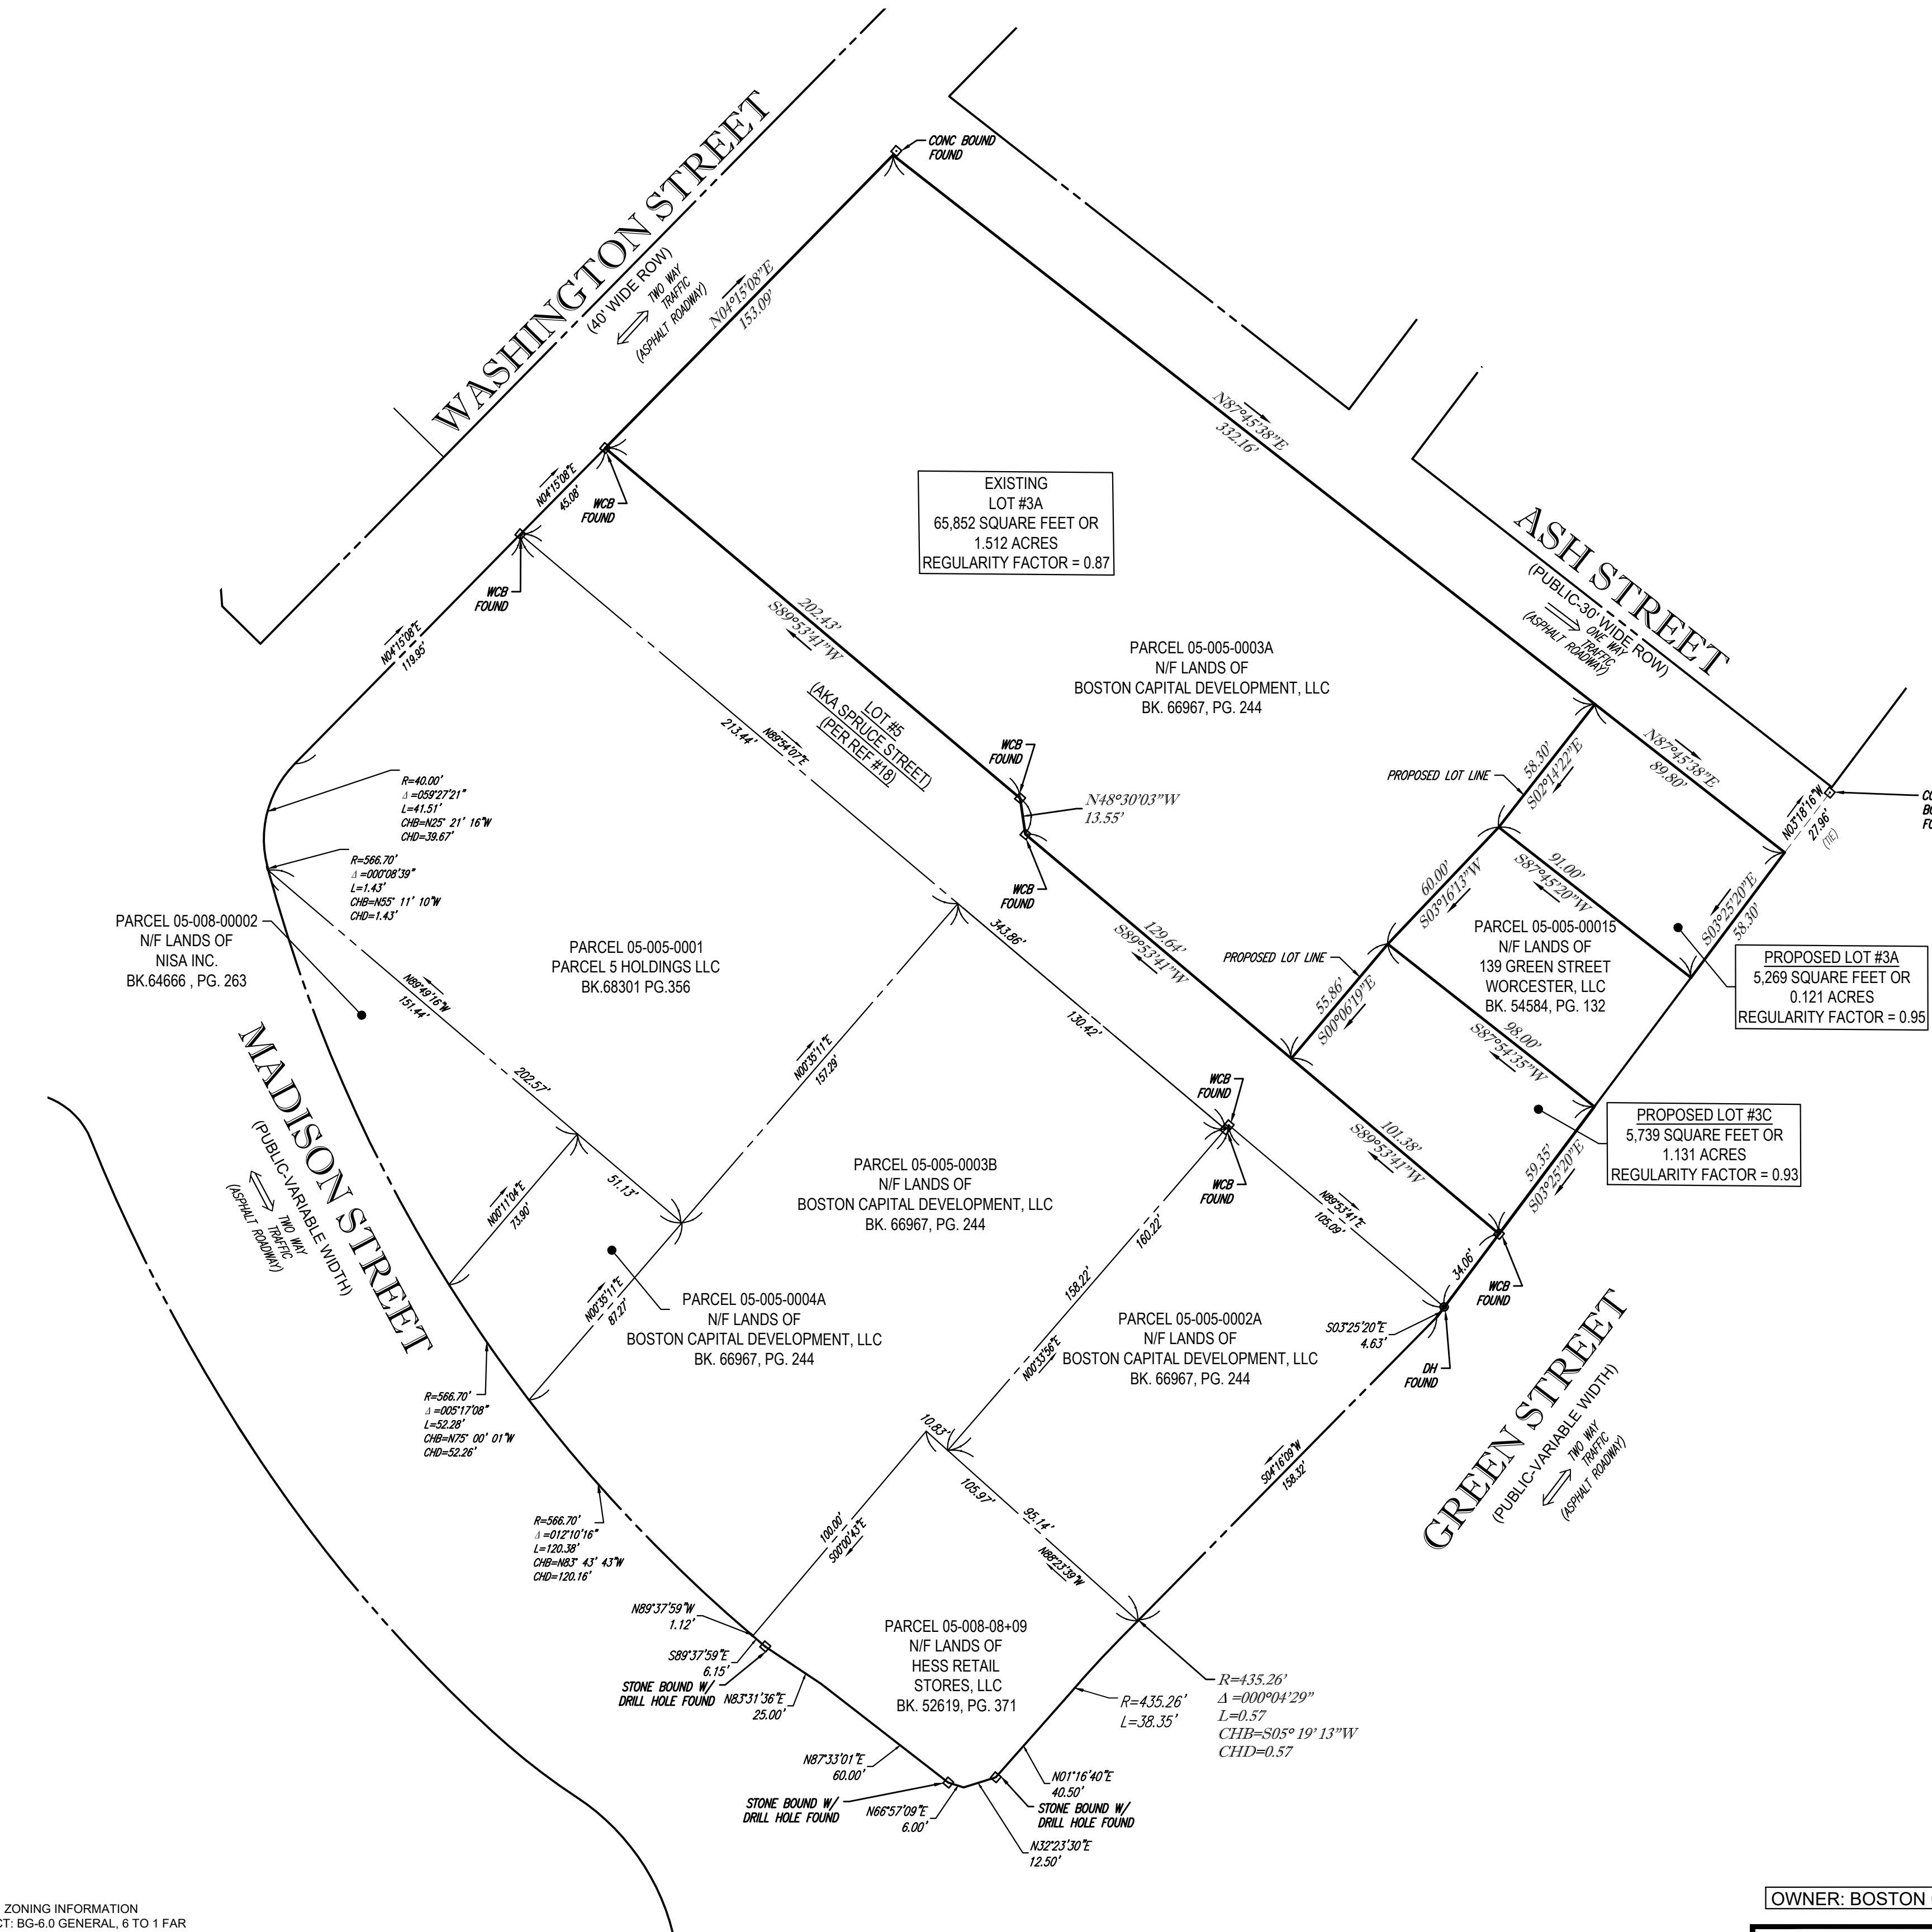 CONC BOUND
FOUND
WASHINGTON STREET
(40' WIDE ROW)
TWO WAY
TRAFFIC
(ASPHALT ROADWAY)
N04°15'08"E
153.09'
N87°45'38"E
332.16'
N04°15'08"E
45.08'
WCB
FOUND
WCB
FOUND
N04°15'08"E
119.95'
EXISTING
LOT #3A
65,852 SQUARE FEET OR
1.512 ACRES
REGULARITY FACTOR = 0.87
ASH STREET
(PUBLIC-30' WIDE ROW)
ONE WAY
TRAFFIC
(ASPHALT ROADWAY)
202.43'
S89°53'41"W
PARCEL 05-005-0003A
N/F LANDS OF
BOSTON CAPITAL DEVELOPMENT, LLC
BK. 66967, PG. 244
LOT #5
(AKA SPRUCE STREET)
(PER REF #18)
213.44'
N89°54'07"E
WCB
FOUND
N48°30'03"W
13.55'
WCB
FOUND
PROPOSED LOT LINE
58.30'
S02°14'22"E
N87°45'38"E
89.80'
N03°18'16"W
27.96'
(TIE)
CO
BO
FO
R=40.00'
Δ =059°27'21"
L=41.51'
CHB=N25° 21' 16"W
CHD=39.67'
R=566.70'
Δ =000°08'39"
L=1.43'
CHB=N55° 11' 10"W
CHD=1.43'
PARCEL 05-008-00002
N/F LANDS OF
NISA INC.
BK.64666 , PG. 263
PARCEL 05-005-0001
PARCEL 5 HOLDINGS LLC
BK.68301 PG.356
343.86'
129.64'
S89°53'41"W
60.00'
S03°16'13"W
91.00'
S87°45'20"W
S03°25'20"E
58.30'
PARCEL 05-005-00015
N/F LANDS OF
139 GREEN STREET
WORCESTER, LLC
BK. 54584, PG. 132
PROPOSED LOT #3A
5,269 SQUARE FEET OR
0.121 ACRES
REGULARITY FACTOR = 0.95
PROPOSED LOT LINE
55.86'
S00°06'19"E
98.00'
S87°54'35"W
N89°49'16"W
151.44'
202.57'
N00°35'11"E
157.29'
130.42'
MADISON STREET
(PUBLIC-VARIABLE WIDTH)
TWO WAY
TRAFFIC
(ASPHALT ROADWAY)
WCB
FOUND
WCB
FOUND
PROPOSED LOT #3C
5,739 SQUARE FEET OR
1.131 ACRES
REGULARITY FACTOR = 0.93
101.38'
S89°53'41"W
59.35'
S03°25'20"E
PARCEL 05-005-0003B
N/F LANDS OF
BOSTON CAPITAL DEVELOPMENT, LLC
BK. 66967, PG. 244
51.13'
N00°11'04"E
73.90'
160.22'
158.22'
N00°33'56"E
N89°53'41"E
105.09'
34.06'
WCB
FOUND
N00°35'11"E
87.27'
PARCEL 05-005-0004A
N/F LANDS OF
BOSTON CAPITAL DEVELOPMENT, LLC
BK. 66967, PG. 244
PARCEL 05-005-0002A
N/F LANDS OF
BOSTON CAPITAL DEVELOPMENT, LLC
BK. 66967, PG. 244
S03°25'20"E
4.63'
DH
FOUND
GREEN STREET
(PUBLIC-VARIABLE WIDTH)
TWO WAY
TRAFFIC
(ASPHALT ROADWAY)
R=566.70'
Δ =005°17'08"
L=52.28'
CHB=N75° 00' 01"W
CHD=52.26'
10.83'
105.97'
95.14'
N88°23'39"W
S04°16'09"W
158.32'
R=566.70'
Δ =012°10'16"
L=120.38'
CHB=N83° 43' 43"W
CHD=120.16'
100.00'
S00°00'43"E
N89°37'59"W
1.12'
S89°37'59"E
6.15'
STONE BOUND W/
DRILL HOLE FOUND
N83°31'36"E
25.00'
PARCEL 05-008-08+09
N/F LANDS OF
HESS RETAIL
STORES, LLC
BK. 52619, PG. 371
R=435.26'
L=38.35'
R=435.26'
Δ =000°04'29"
L=0.57
CHB=S05° 19' 13"W
CHD=0.57
N87°33'01"E
60.00'
STONE BOUND W/
DRILL HOLE FOUND
N66°57'09"E
6.00'
N01°16'40"E
40.50'
STONE BOUND W/
DRILL HOLE FOUND
N32°23'30"E
12.50'
ZONING INFORMATION
CT: BG-6.0 GENERAL, 6 TO 1 FAR
OWNER: BOSTON